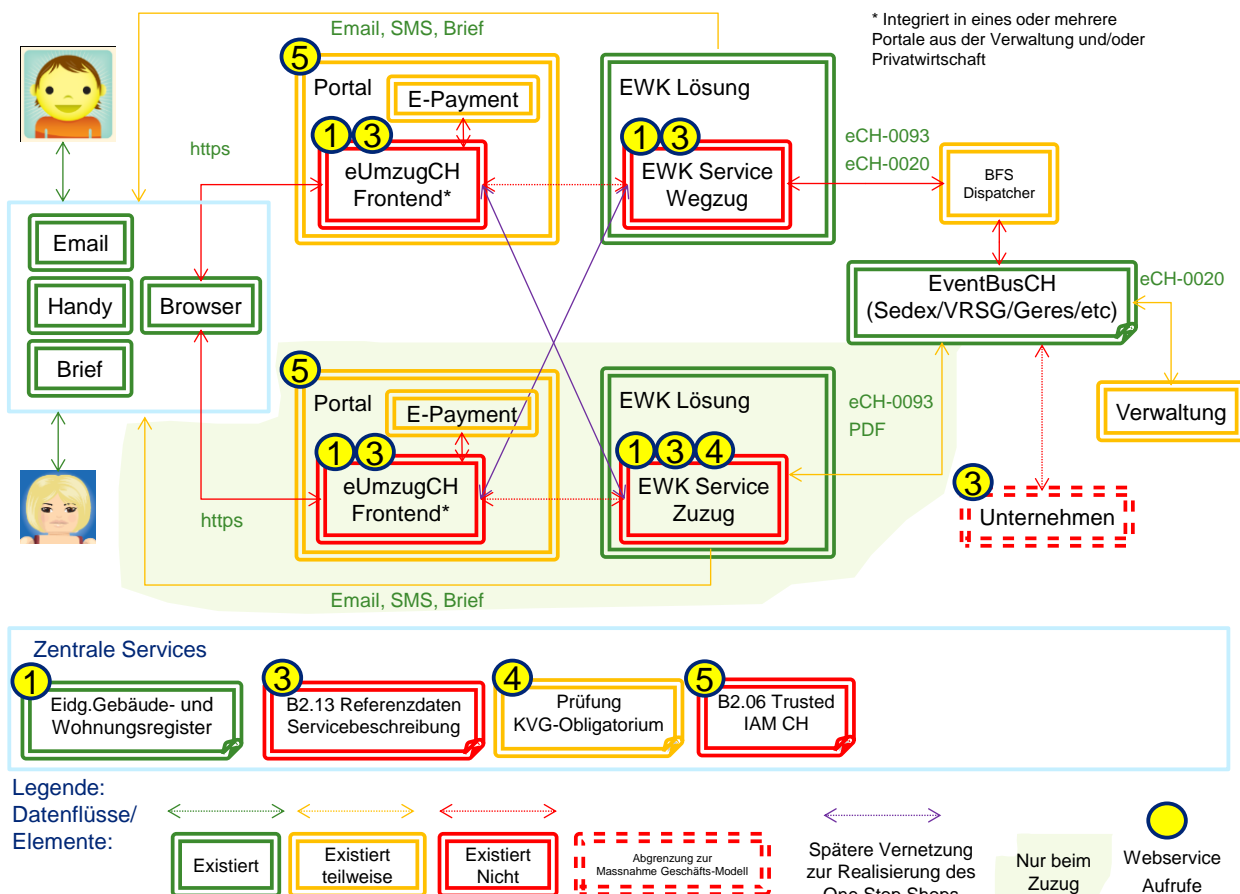 Email, SMS, Brief
* Integriert in eines oder mehrere
Portale aus der Verwaltung und/oder
Privatwirtschaft
5
Portal
E-Payment
1 3
eUmzugCH
Frontend*
https
EWK Lösung
1 3
EWK Service
Wegzug
eCH-0093
eCH-0020
BFS
Dispatcher
Email
Handy
Brief
Browser
EventBusCH
(Sedex/VRSG/Geres/etc)
eCH-0020
Verwaltung
5
Portal
E-Payment
1 3
eUmzugCH
Frontend*
https
EWK Lösung
1 3 4
EWK Service
Zuzug
eCH-0093
PDF
3
Unternehmen
Email, SMS, Brief
Zentrale Services
1
Eidg.Gebäude- und
Wohnungsregister
3
B2.13 Referenzdaten
Servicebeschreibung
4
Prüfung
KVG-Obligatorium
5
B2.06 Trusted
IAM CH
Legende:
Datenflüsse/
Elemente:
Existiert
Existiert
teilweise
Existiert
Nicht
Abgrenzung zur
Massnahme Geschäfts-Modell
Spätere Vernetzung
zur Realisierung des
One Stop Shops
Nur beim
Zuzug
Webservice
Aufrufe